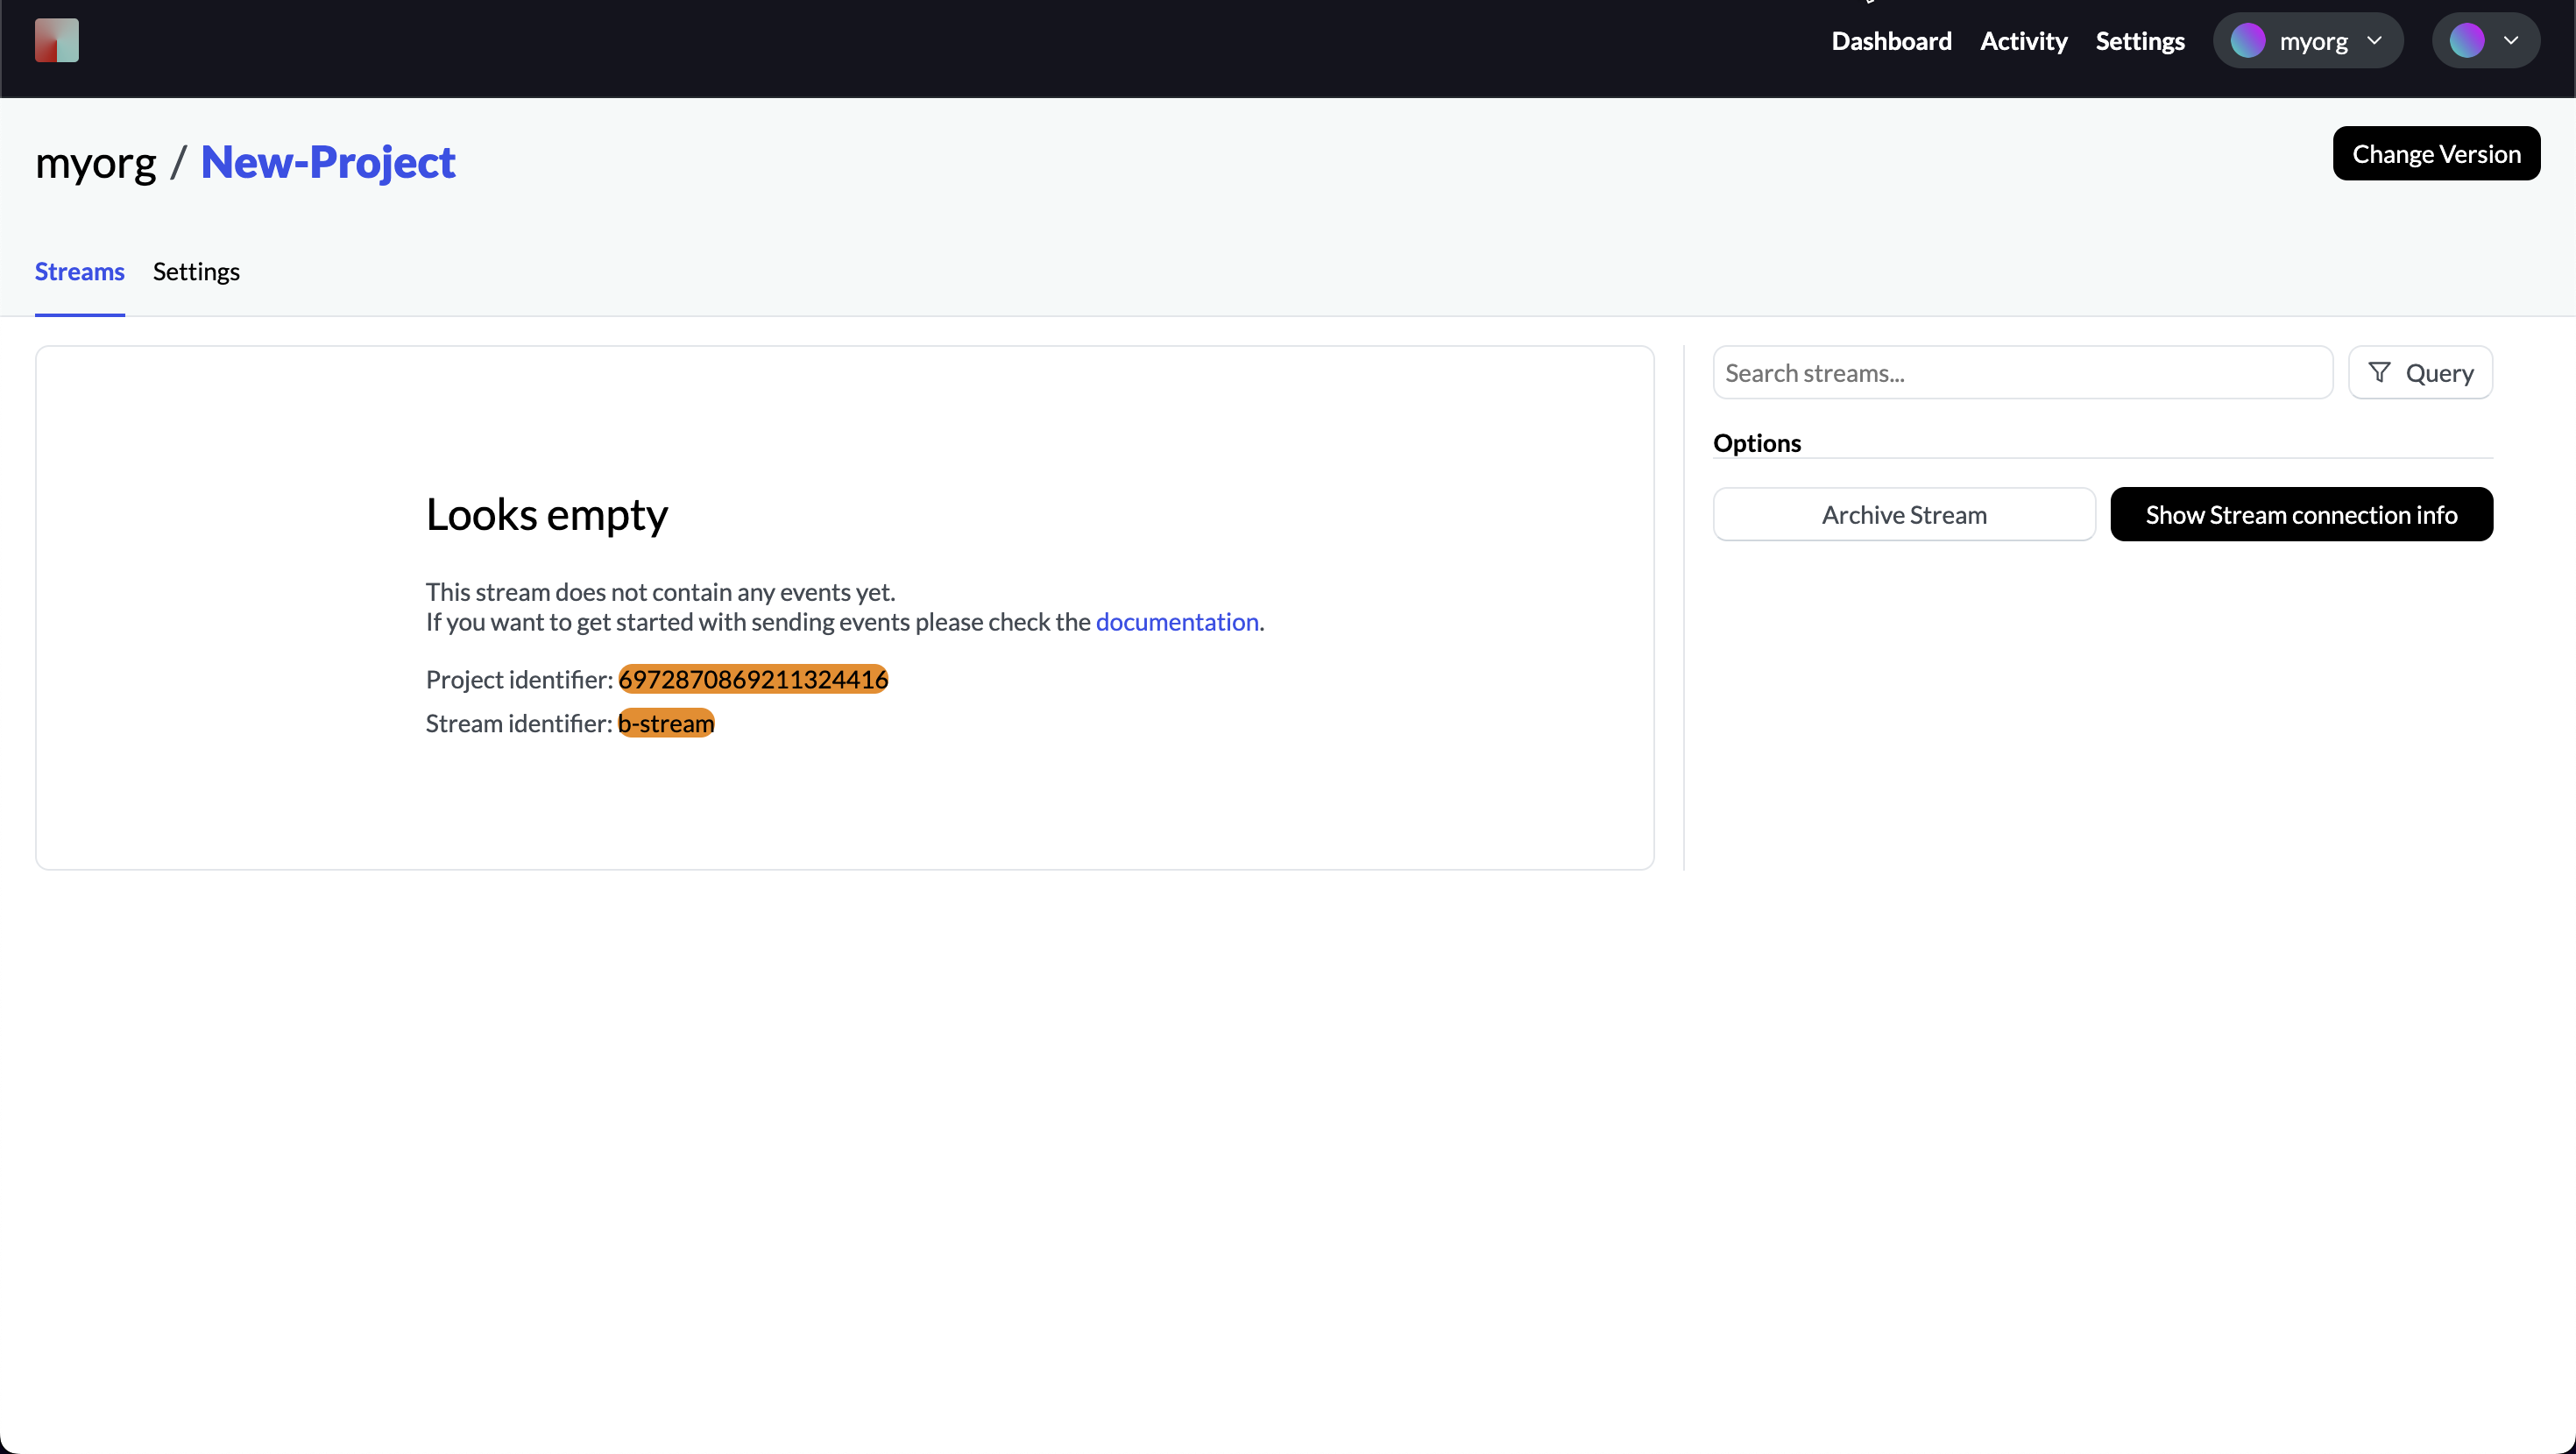 Dashboard Activity Settings myorg
myorg / New-Project
Change Version
Streams Settings
Search streams...
Query
Options
Archive Stream
Show Stream connection info
Looks empty
This stream does not contain any events yet.
If you want to get started with sending events please check the documentation.
Project identifier: 6972870869211324416
Stream identifier: b-stream